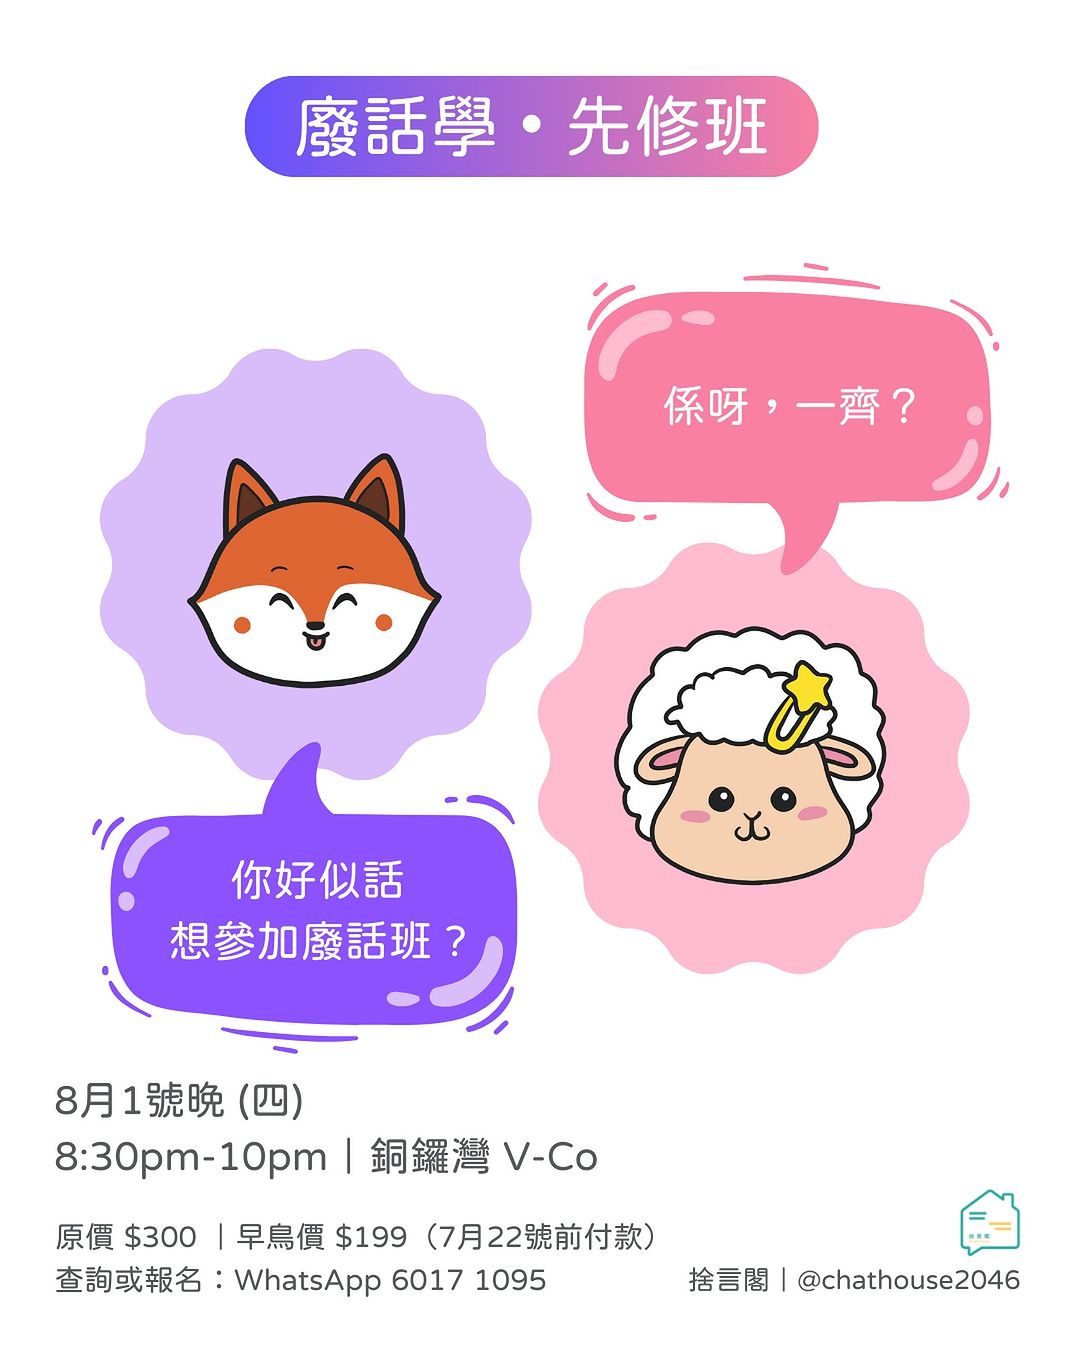 廢話學•先修班
係呀，一齊？
你好似話
想參加廢話班？
8月1號晚 (四)
8:30pm-10pm｜銅鑼灣 V-Co
原價 $300 ｜早鳥價 $199（7月22號前付款）
查詢或報名：WhatsApp 6017 1095
捨言閣
捨言閣｜@chathouse2046